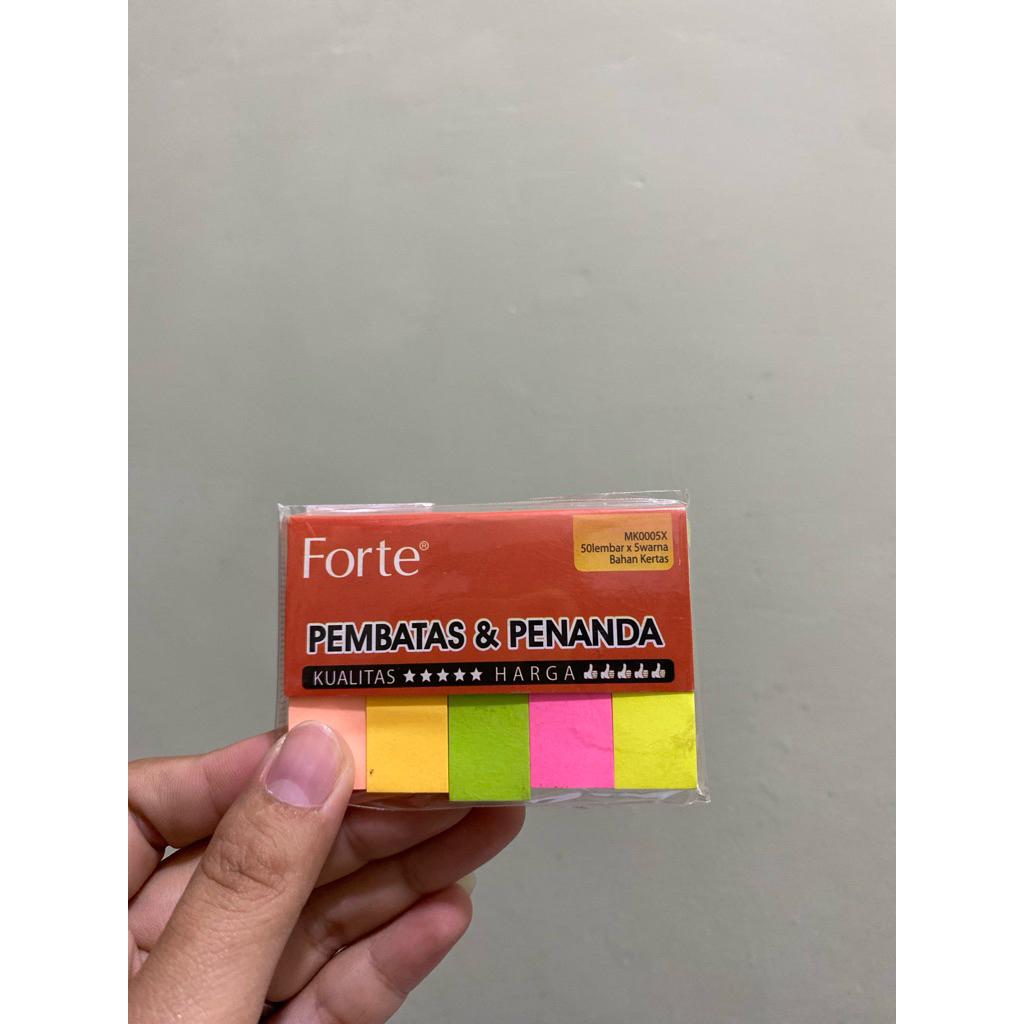 Forte®
MK0005X
50lembar x 5warna
Bahan Kertas
PEMBATAS & PENANDA
KUALITAS ★★★★★ HARGA 👍👍👍👍👍